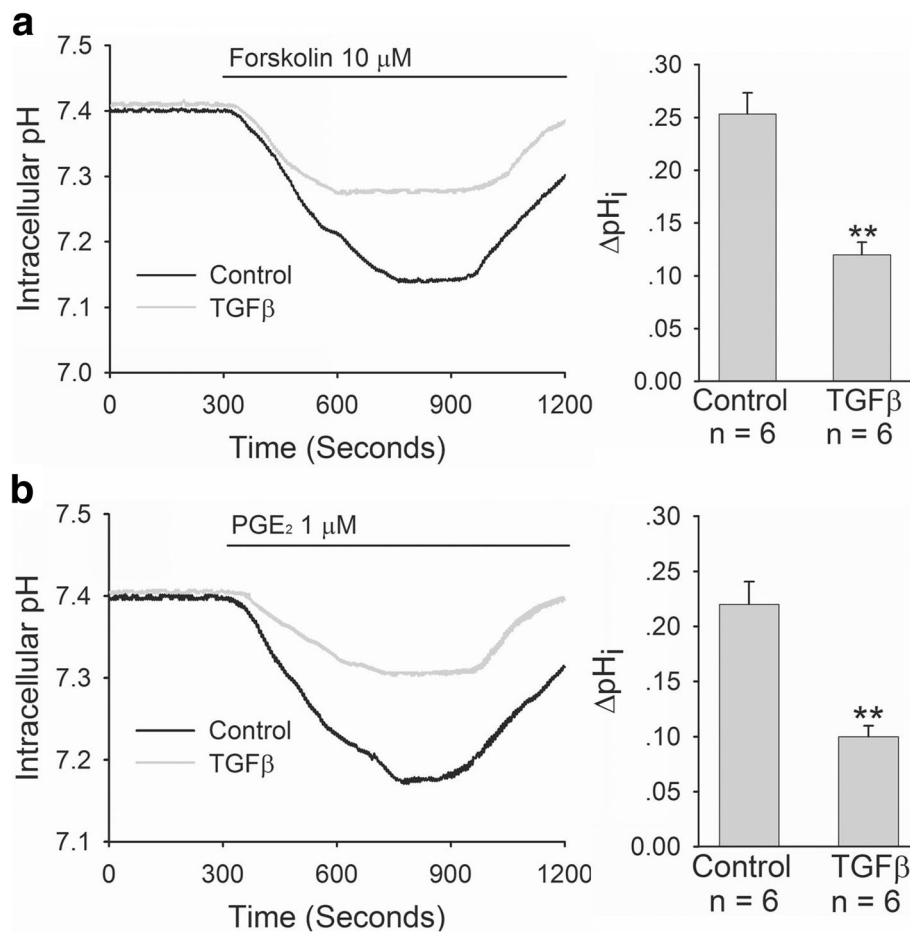 a
7.5
7.4
7.3
7.2
7.1
7.0
Intracellular pH
Forskolin 10 μM
Control
TGFβ
0 300 600 900 1200
Time (Seconds)
.30
0.25
.20
.15
0.10
.05
0.00
ΔpHi
**
Control TGFβ
n = 6 n = 6
b
7.5
7.4
7.3
7.2
7.1
Intracellular pH
PGE₂ 1 μM
Control
TGFβ
0 300 600 900 1200
Time (Seconds)
.30
0.25
.20
.15
0.10
.05
0.00
ΔpHi
**
Control TGFβ
n = 6 n = 6